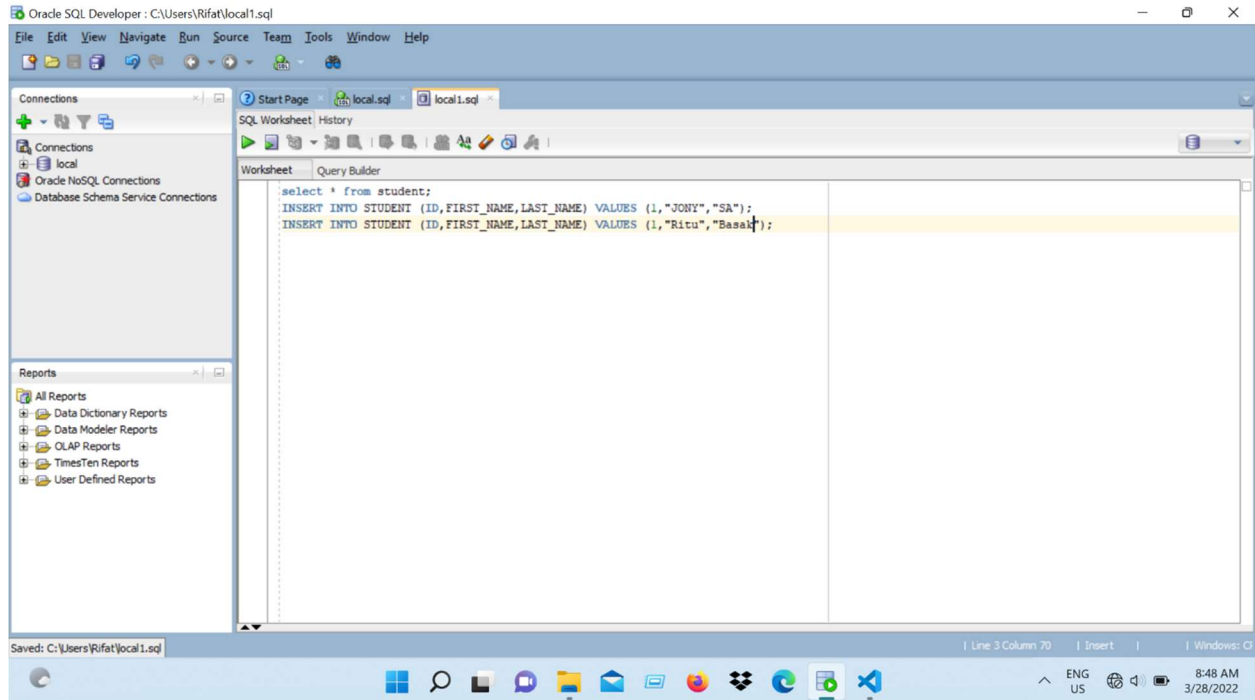 Oracle SQL Developer : C:\Users\Rifat\local1.sql
File Edit View Navigate Run Source Team Tools Window Help
Connections
Connections
local
Oracle NoSQL Connections
Database Schema Service Connections
Start Page local.sql local1.sql
SQL Worksheet History
Worksheet Query Builder
select * from student;
INSERT INTO STUDENT (ID,FIRST_NAME,LAST_NAME) VALUES (1,"JONY","SA");
INSERT INTO STUDENT (ID,FIRST_NAME,LAST_NAME) VALUES (1,"Ritu","Basak");
Reports
All Reports
Data Dictionary Reports
Data Modeler Reports
OLAP Reports
TimesTen Reports
User Defined Reports
Saved: C:\Users\Rifat\local1.sql
| Line 3 Column 70 | Insert | | Windows:
ENG
US
8:48 AM
3/28/2022